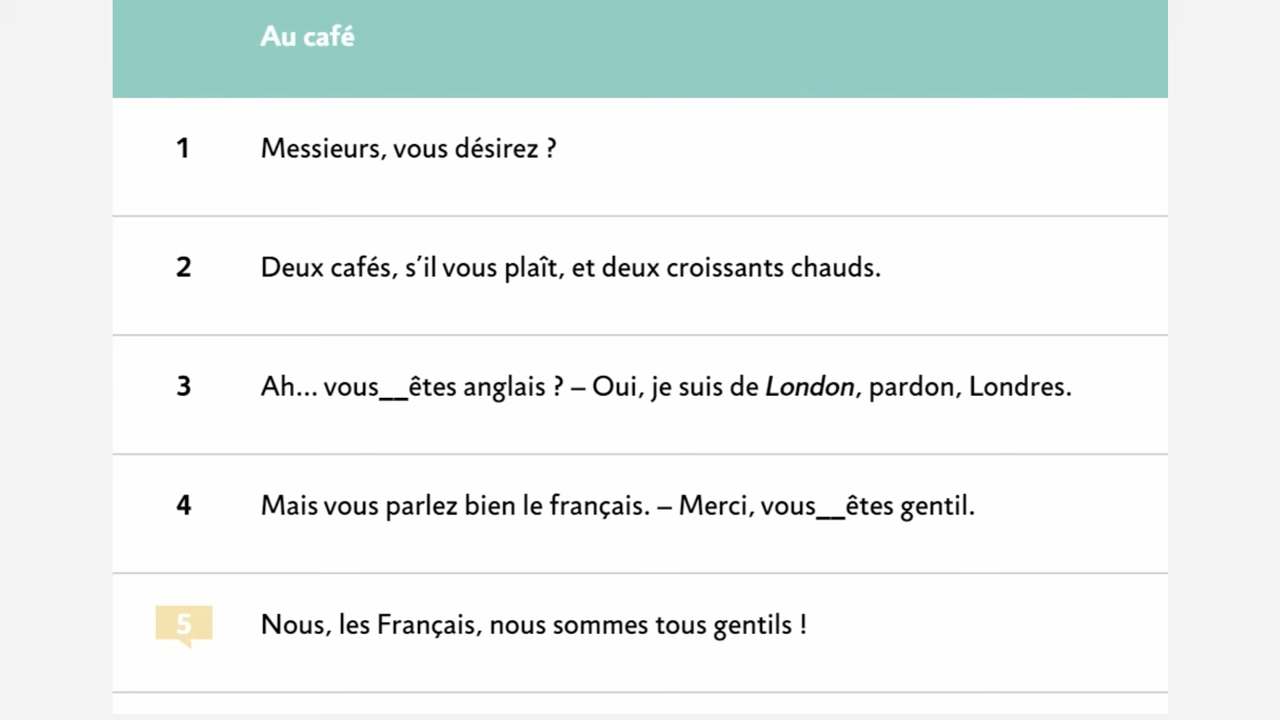 Au café
1 Messieurs, vous désirez ?
2 Deux cafés, s’il vous plaît, et deux croissants chauds.
3 Ah... vous__êtes anglais ? – Oui, je suis de London, pardon, Londres.
4 Mais vous parlez bien le français. – Merci, vous__êtes gentil.
5 Nous, les Français, nous sommes tous gentils !